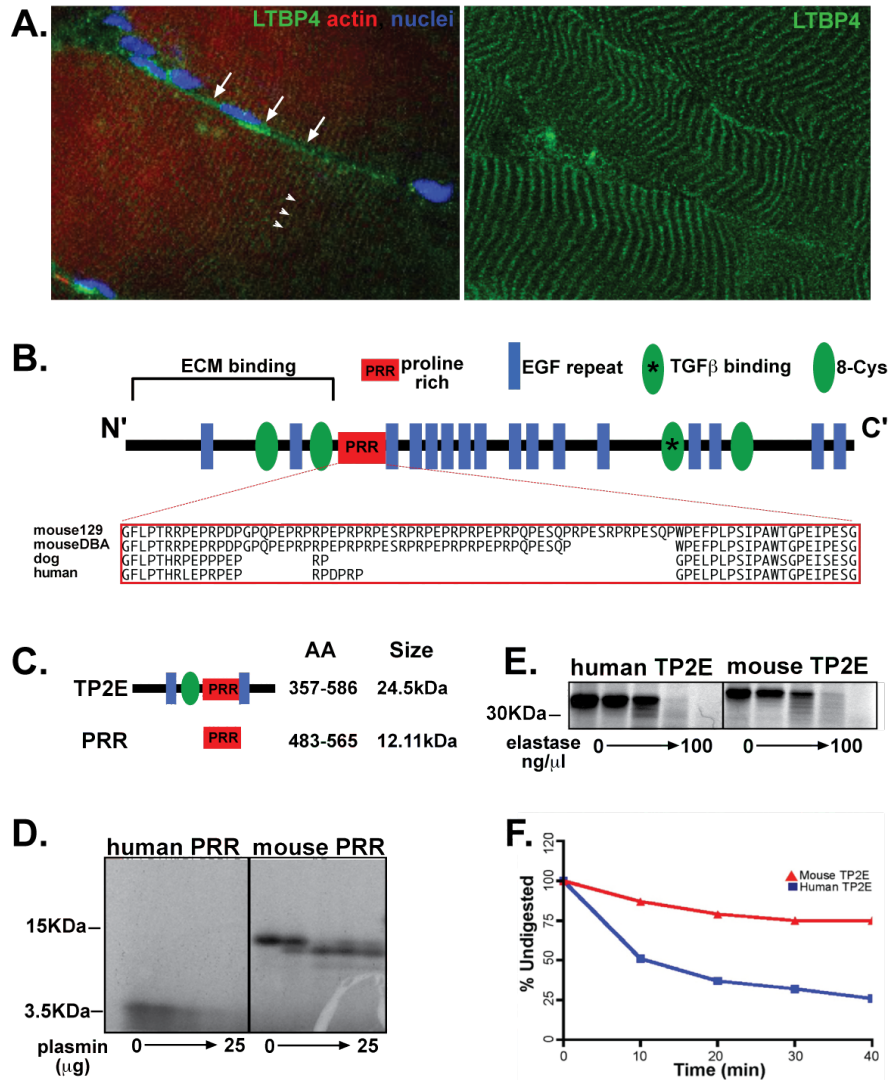 A.
LTBP4 actin, nuclei
LTBP4
B.
ECM binding
PRR
proline rich
EGF repeat
* TGFβ binding
8-Cys
N'
PRR
*
C'
mouse129 GFLPTRRPEPRPDPGPQPEPRPRPEPRPRPESRPRPEPRPRPEPRPQPESQPRPESRPRPESQPWPEFPLPSIPAWTGPEIPESG
mouseDBA GFLPTRRPEPRPDPGPQPEPRPRPEPRPRPESRPRPEPRPRPEPRPQPESQP WPEFPLPSIPAWTGPEIPESG
dog GFLPTHRPEPPPEP RP GPELPLPSIPAWSGPEISESG
human GFLPTHRLEPRPEP RPDPRP GPELPLPSIPAWTGPEIPESG
C.
AA Size
TP2E PRR 357-586 24.5kDa
PRR PRR 483-565 12.11kDa
D.
human PRR mouse PRR
15KDa
3.5KDa
plasmin (μg) 0 25 0 25
E.
human TP2E mouse TP2E
30KDa
elastase ng/μl 0 100 0 100
F.
120
100
75
50
25
0
% Undigested
Mouse TP2E
Human TP2E
0 10 20 30 40
Time (min)